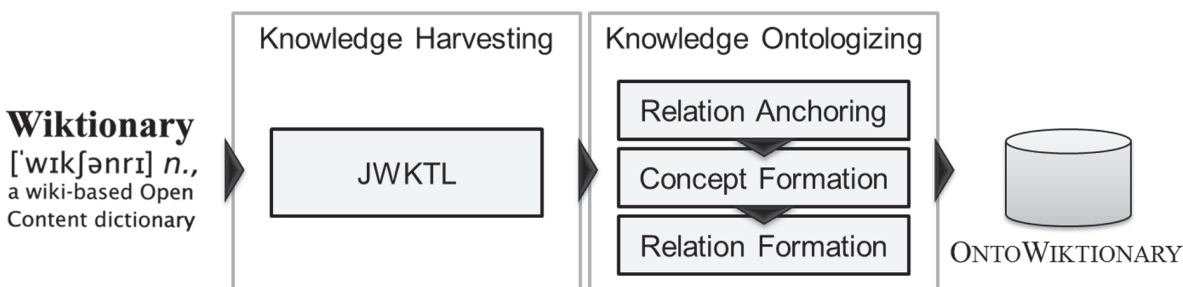 Wiktionary
[ˈwɪkʃənrɪ] n.,
a wiki-based Open
Content dictionary
Knowledge Harvesting
JWKTL
Knowledge Ontologizing
Relation Anchoring
Concept Formation
Relation Formation
ONTOWIKTIONARY